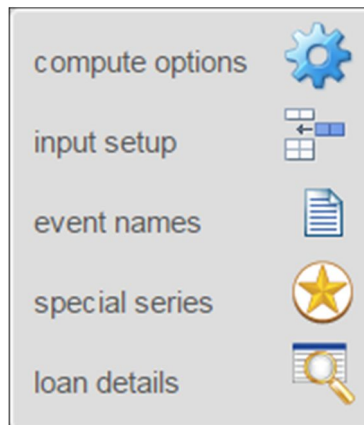 compute options
input setup
event names
special series
loan details